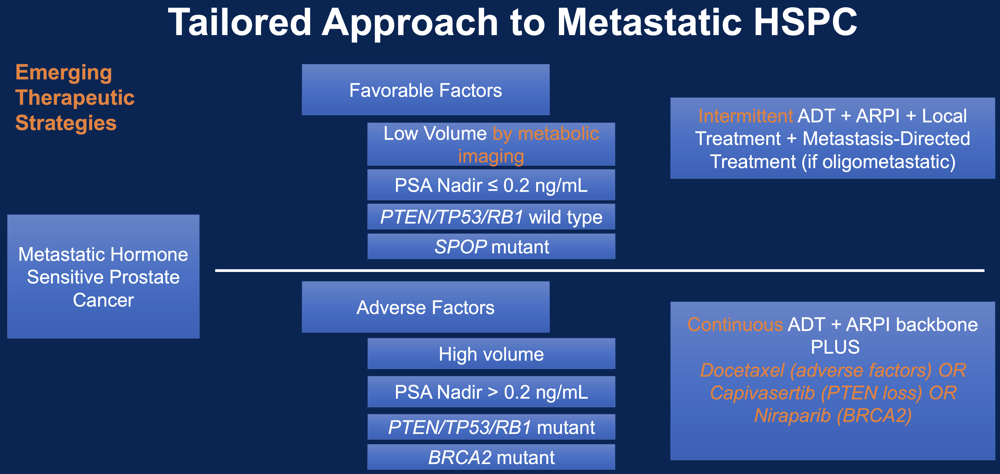 Tailored Approach to Metastatic HSPC
Emerging
Therapeutic
Strategies
Metastatic Hormone
Sensitive Prostate
Cancer
Favorable Factors
Low Volume by metabolic
imaging
PSA Nadir ≤ 0.2 ng/mL
PTEN/TP53/RB1 wild type
SPOP mutant
Intermittent ADT + ARPI + Local
Treatment + Metastasis-Directed
Treatment (if oligometastatic)
Adverse Factors
High volume
PSA Nadir > 0.2 ng/mL
PTEN/TP53/RB1 mutant
BRCA2 mutant
Continuous ADT + ARPI backbone
PLUS
Docetaxel (adverse factors) OR
Capivasertib (PTEN loss) OR
Niraparib (BRCA2)